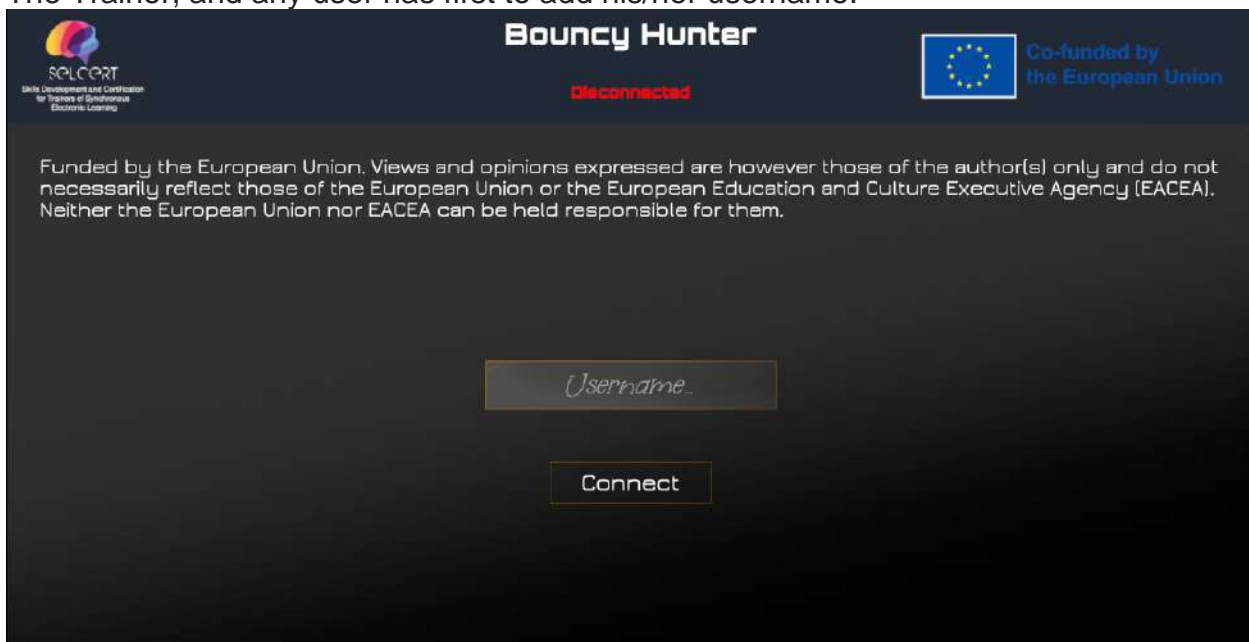 The Trainer, and any user has first to add his/her username.
SELCERT
Skills Development and Certification
for Trainers of Synchronous
Electronic Learning
Bouncy Hunter
Disconnected
Co-funded by
the European Union
Funded by the European Union. Views and opinions expressed are however those of the author(s) only and do not
necessarily reflect those of the European Union or the European Education and Culture Executive Agency (EACEA).
Neither the European Union nor EACEA can be held responsible for them.
Username...
Connect